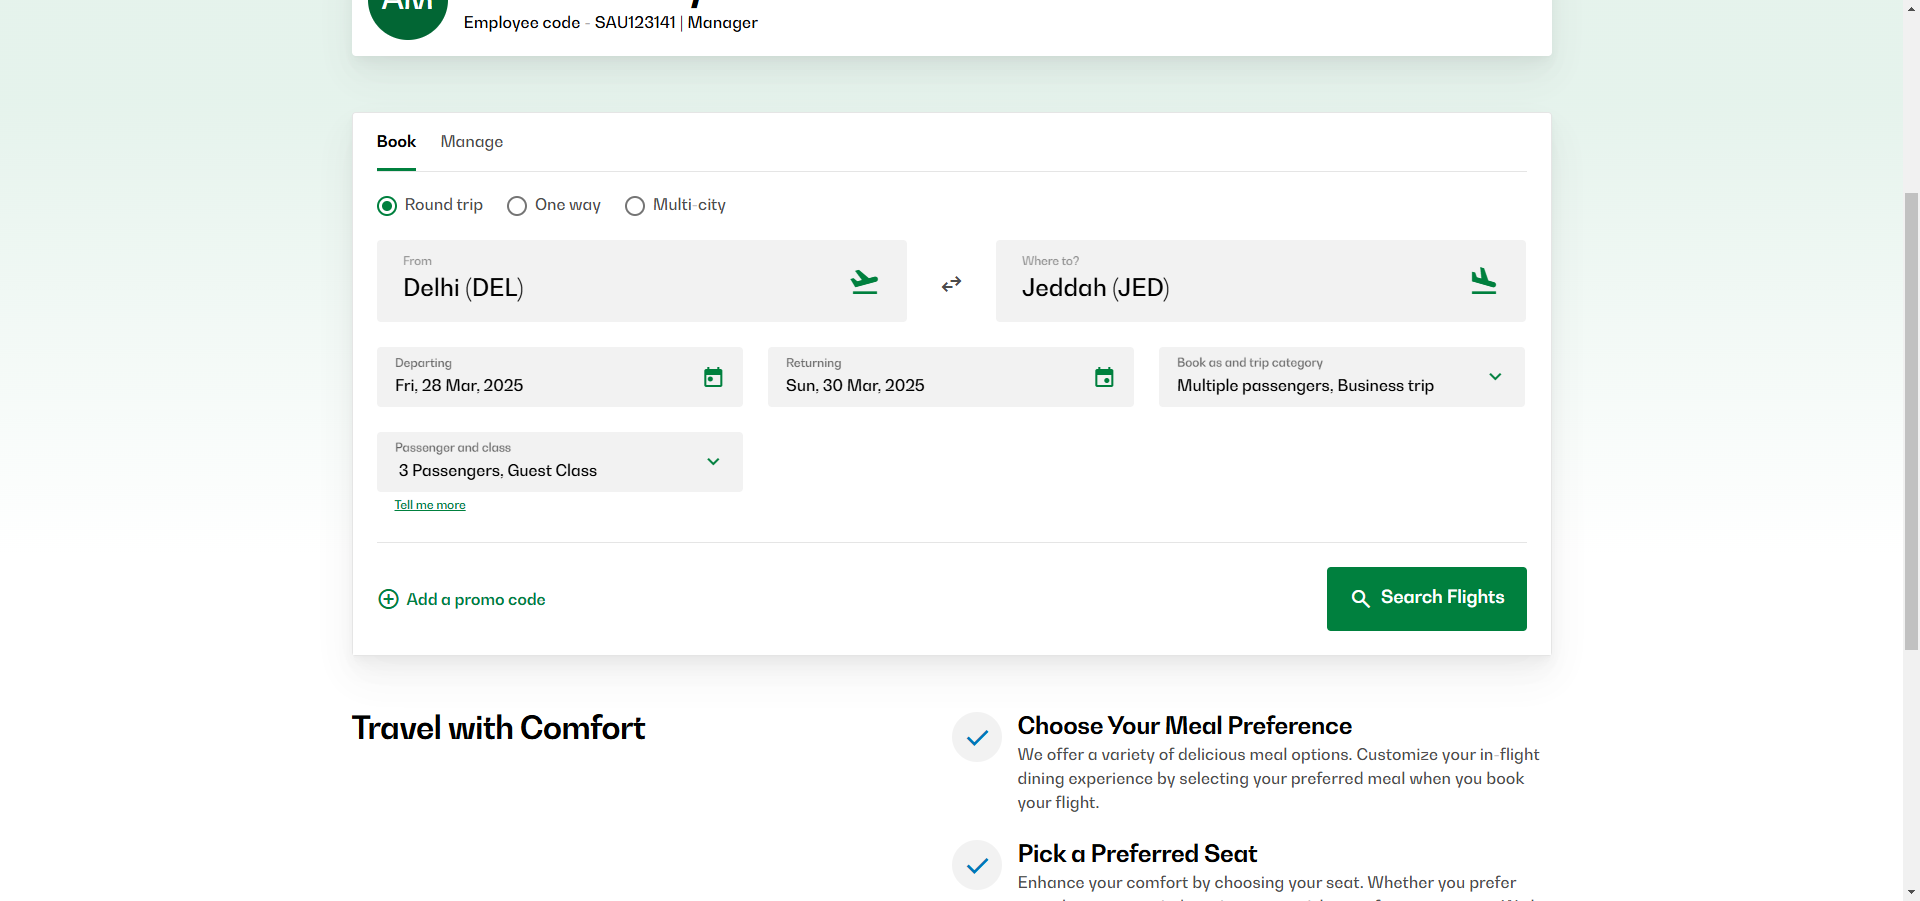 AM
Employee code - SAU123141 | Manager
Book Manage
Round trip One way Multi-city
From
Delhi (DEL)
Where to?
Jeddah (JED)
Departing
Fri, 28 Mar, 2025
Returning
Sun, 30 Mar, 2025
Book as and trip category
Multiple passengers, Business trip
Passenger and class
3 Passengers, Guest Class
Tell me more
Add a promo code
Search Flights
Travel with Comfort
Choose Your Meal Preference
We offer a variety of delicious meal options. Customize your in-flight
dining experience by selecting your preferred meal when you book
your flight.
Pick a Preferred Seat
Enhance your comfort by choosing your seat. Whether you prefer